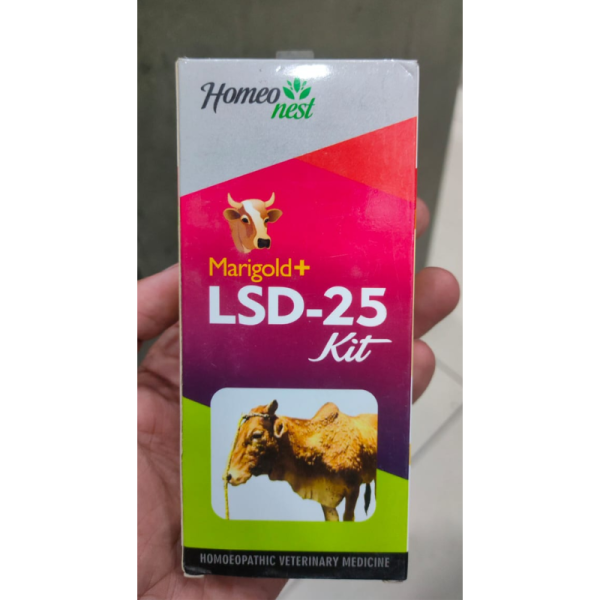 Homeo
nest
Marigold+
LSD-25
Kit
HOMOEOPATHIC VETERINARY MEDICINE